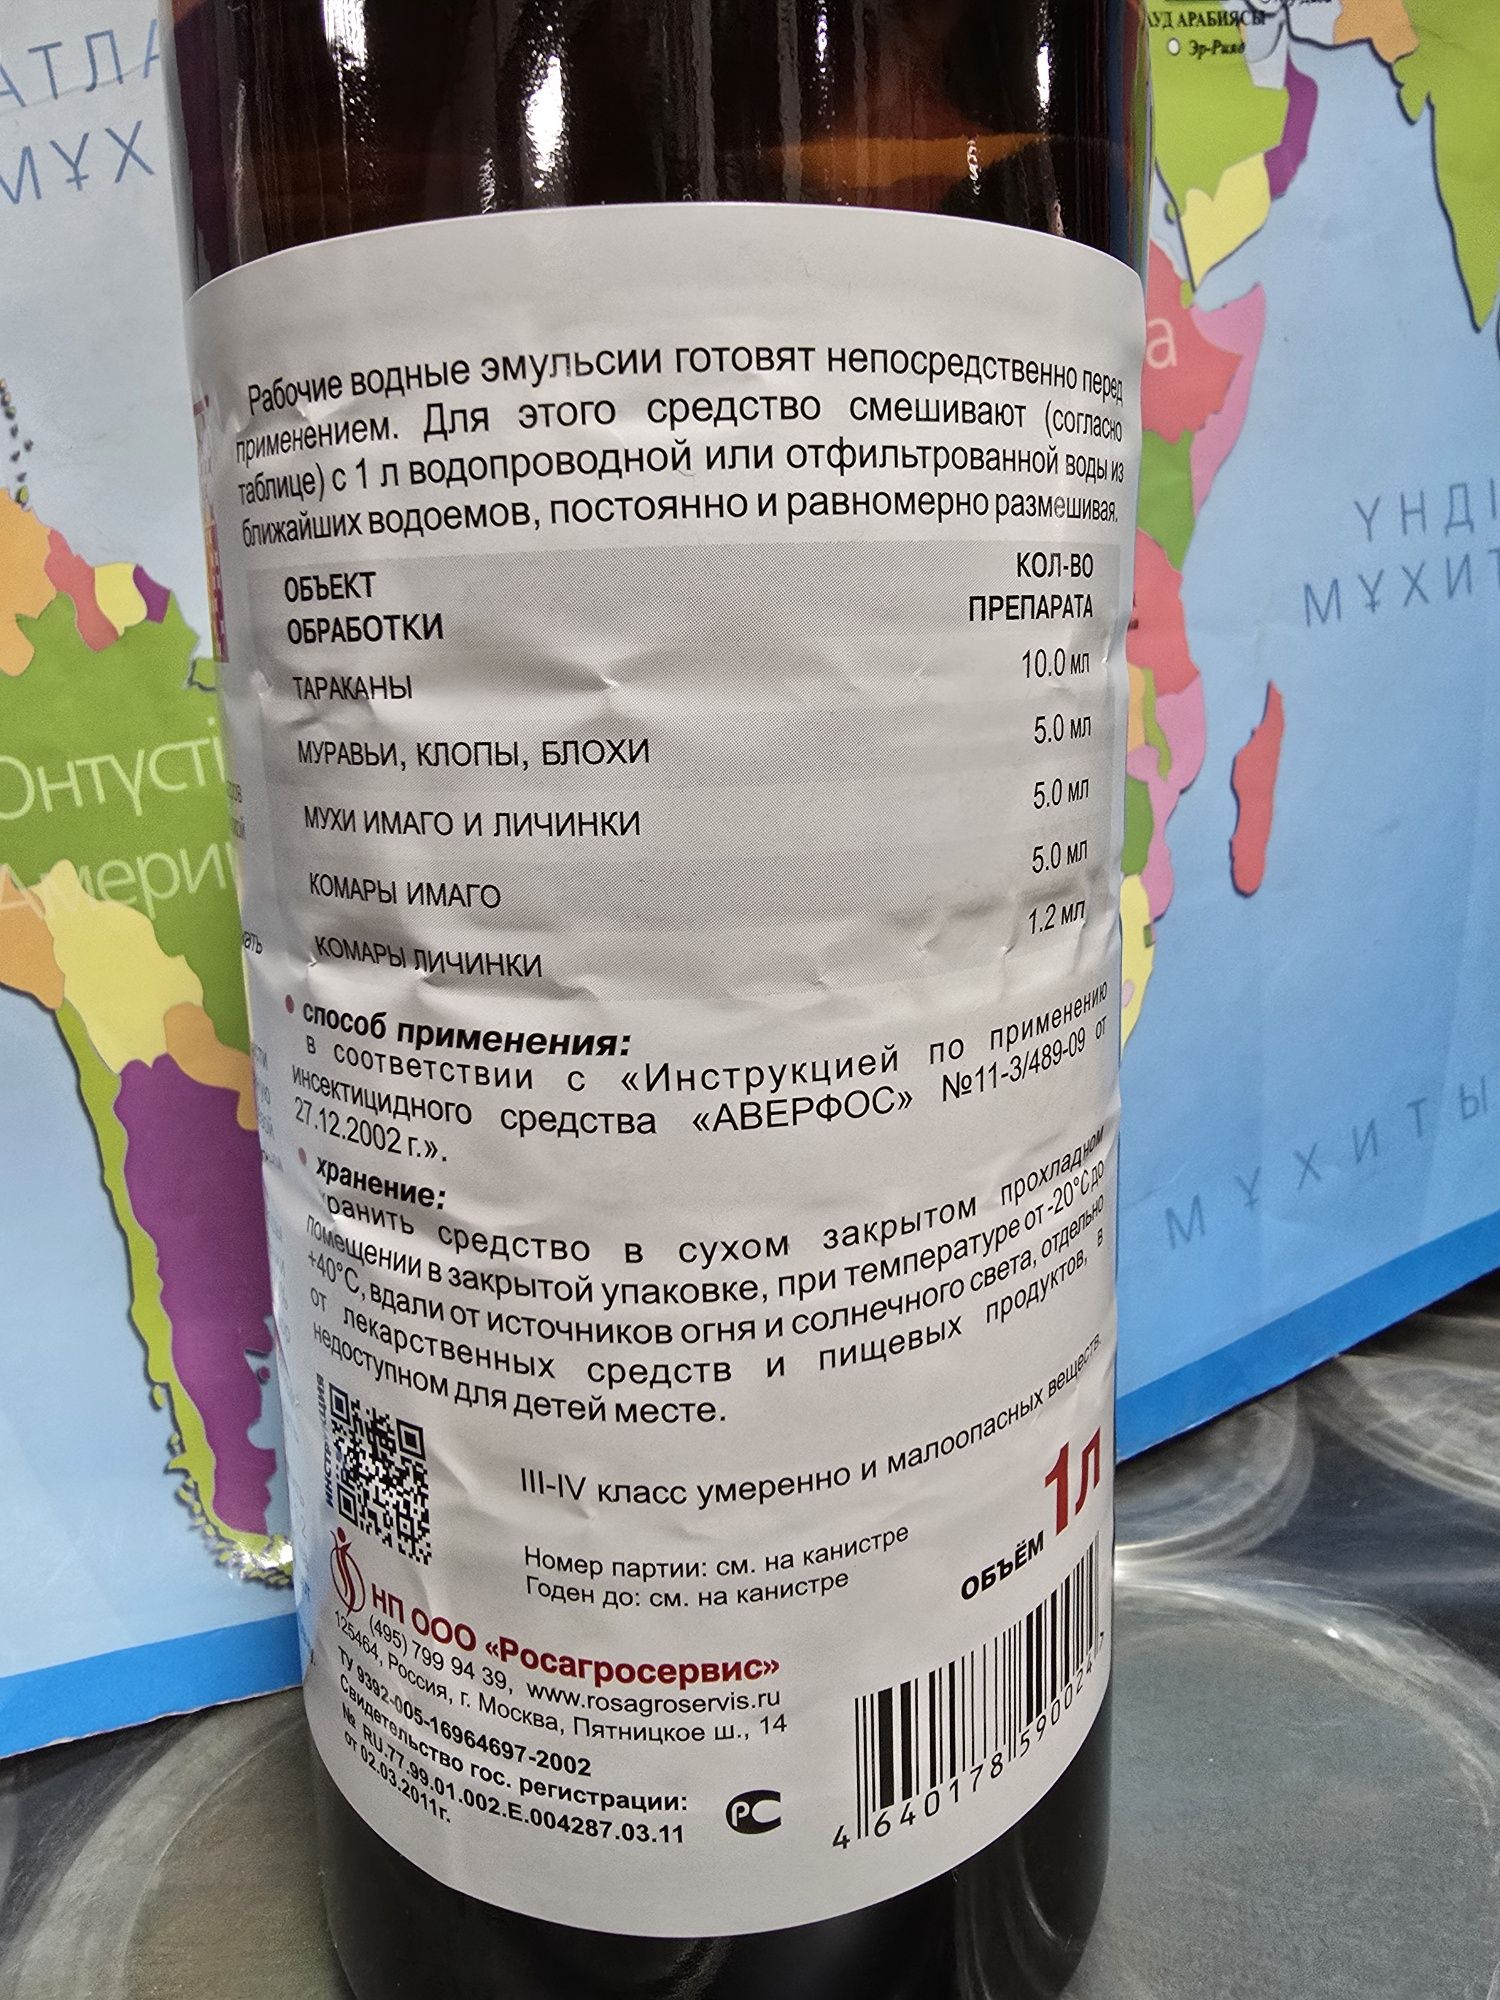 АТЛА
МҰХ
АУД АРАБИЯСЫ
Эр-Рияд
а
ҮНДІ
МҰХИТ
Оңтүсті
Амери
МҰХИТЫ
Рабочие водные эмульсии готовят непосредственно перед
применением. Для этого средство смешивают (согласно
таблице) с 1 л водопроводной или отфильтрованной воды из
ближайших водоемов, постоянно и равномерно размешивая.
ОБЪЕКТ
ОБРАБОТКИ
КОЛ-ВО
ПРЕПАРАТА
ТАРАКАНЫ 10.0 мл
МУРАВЬИ, КЛОПЫ, БЛОХИ 5.0 мл
МУХИ ИМАГО И ЛИЧИНКИ 5.0 мл
КОМАРЫ ИМАГО 5.0 мл
КОМАРЫ ЛИЧИНКИ 1.2 мл
• способ применения:
в соответствии с «Инструкцией по применению
инсектицидного средства «АВЕРФОС» №11-3/489-09 от
27.12.2002 г.».
• хранение:
хранить средство в сухом закрытом прохладном
помещении в закрытой упаковке, при температуре от -20°С до
+40°С, вдали от источников огня и солнечного света, отдельно
от лекарственных средств и пищевых продуктов, в
недоступном для детей месте.
ИНСТРУКЦИЯ
III-IV класс умеренно и малоопасных веществ.
Номер партии: см. на канистре
Годен до: см. на канистре
ОБЪЁМ 1л
НП ООО «Росагросервис»
(495) 799 94 39, www.rosagroservis.ru
125464, Россия, г. Москва, Пятницкое ш., 14
ТУ 9392-005-16964697-2002
Свидетельство гос. регистрации:
№ RU.77.99.01.002.Е.004287.03.11
от 02.03.2011г.
РС
4 640178 590024 7